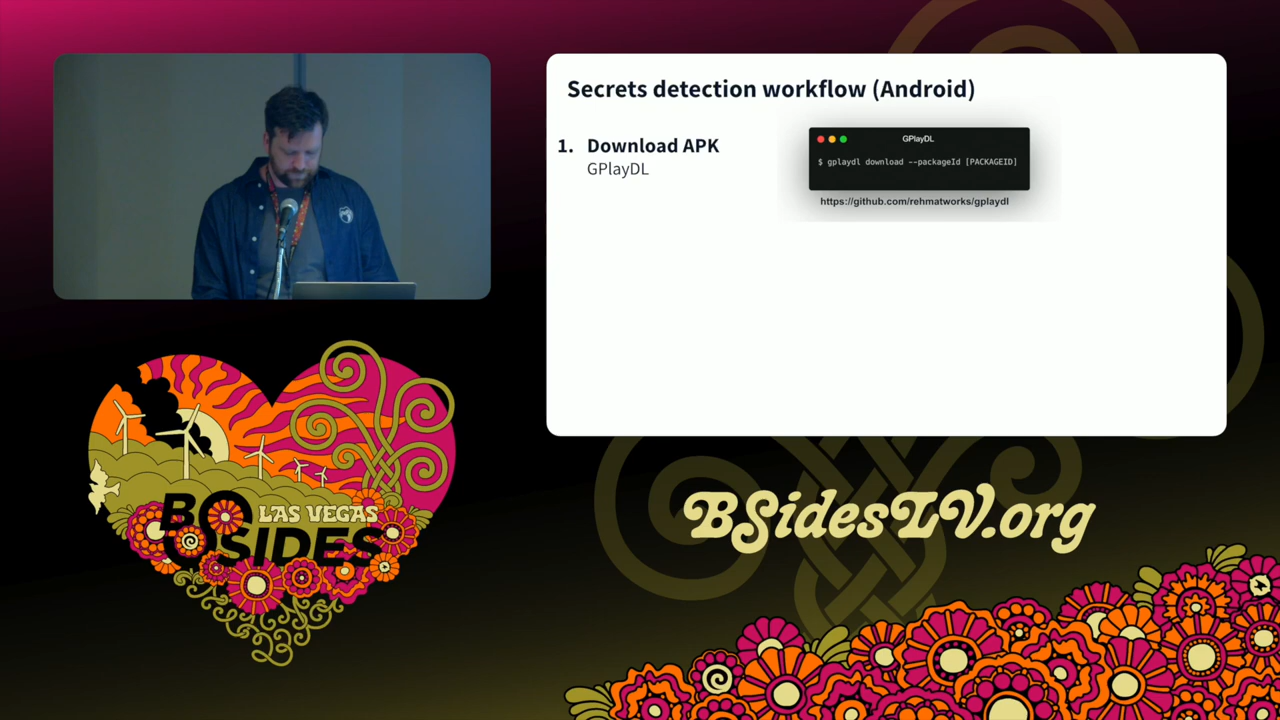 Secrets detection workflow (Android)
1. Download APK
GPlayDL
GPlayDL
$ gplaydl download --packageId [PACKAGEID]
https://github.com/rehmatworks/gplaydl
LAS VEGAS
BSIDES
BSidesLV.org